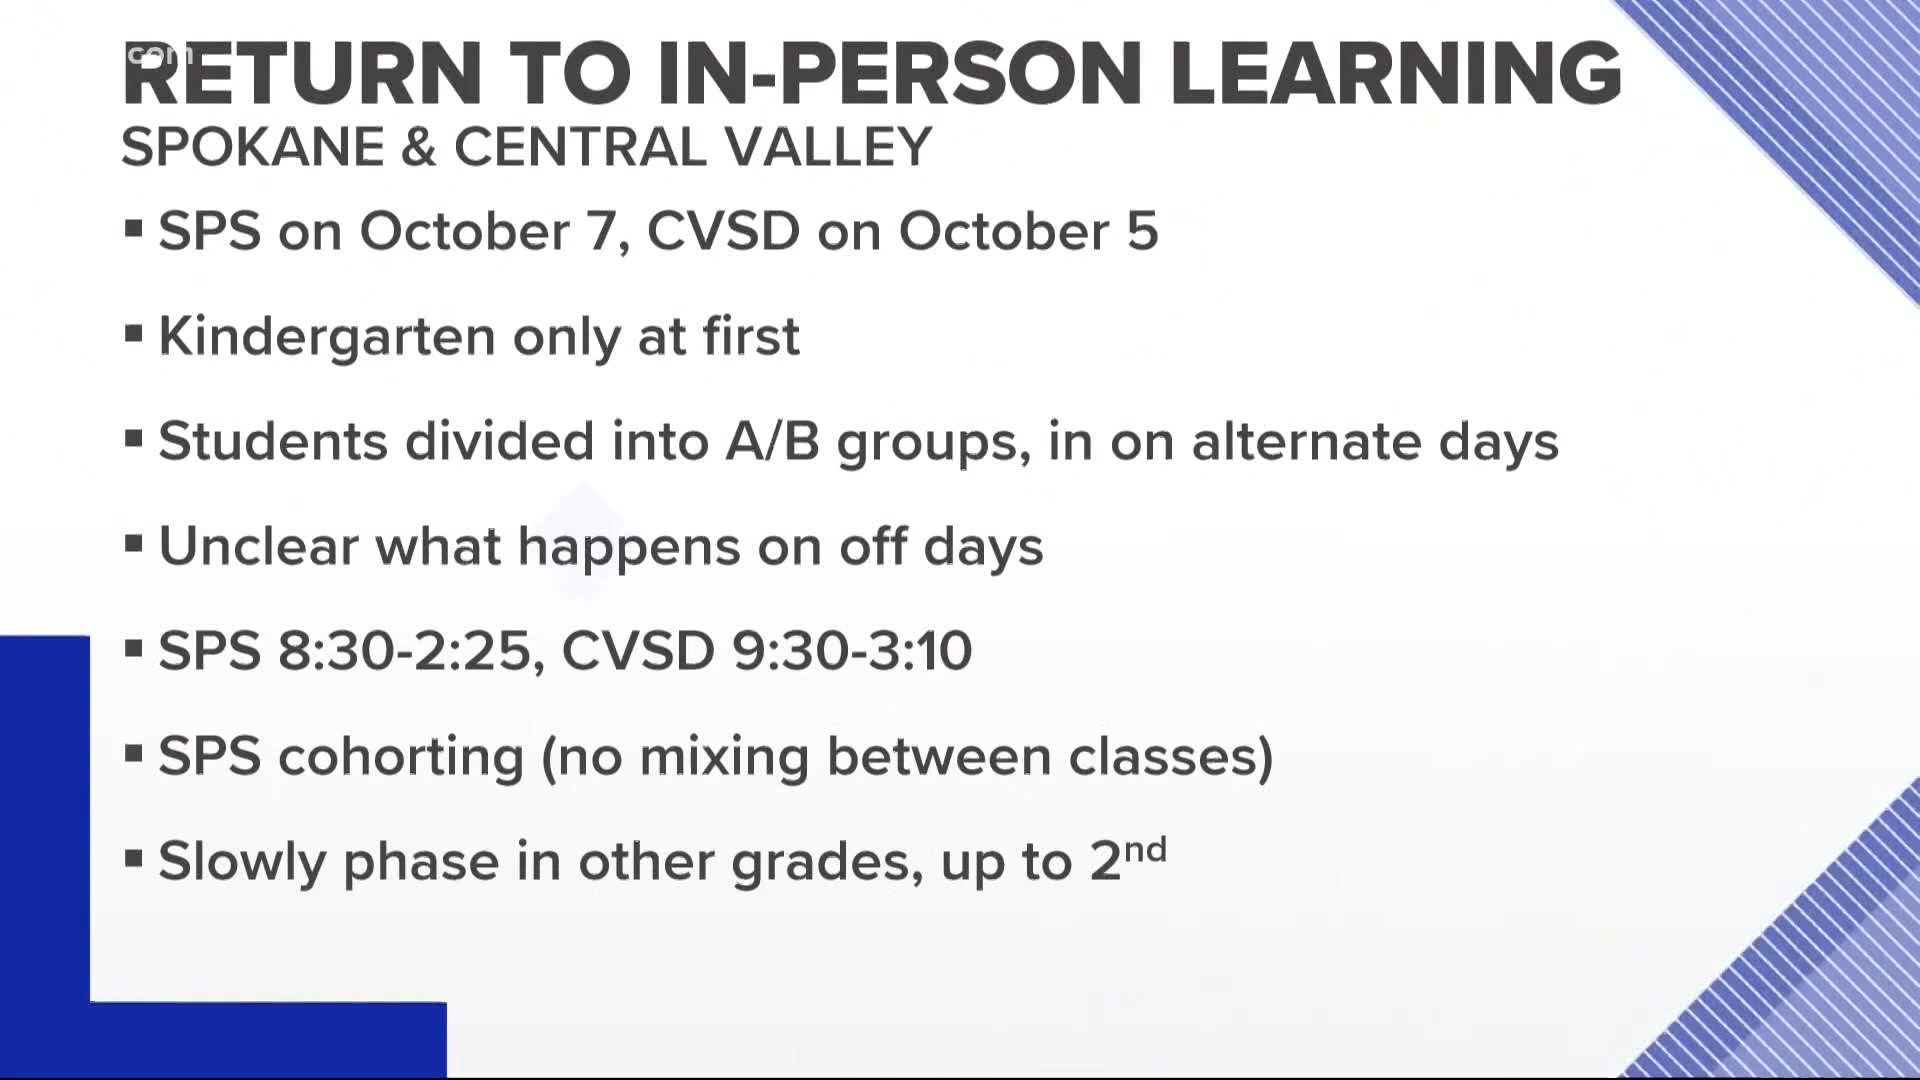 com
RETURN TO IN-PERSON LEARNING
SPOKANE & CENTRAL VALLEY
▪ SPS on October 7, CVSD on October 5
▪ Kindergarten only at first
▪ Students divided into A/B groups, in on alternate days
▪ Unclear what happens on off days
▪ SPS 8:30-2:25, CVSD 9:30-3:10
▪ SPS cohorting (no mixing between classes)
▪ Slowly phase in other grades, up to 2nd